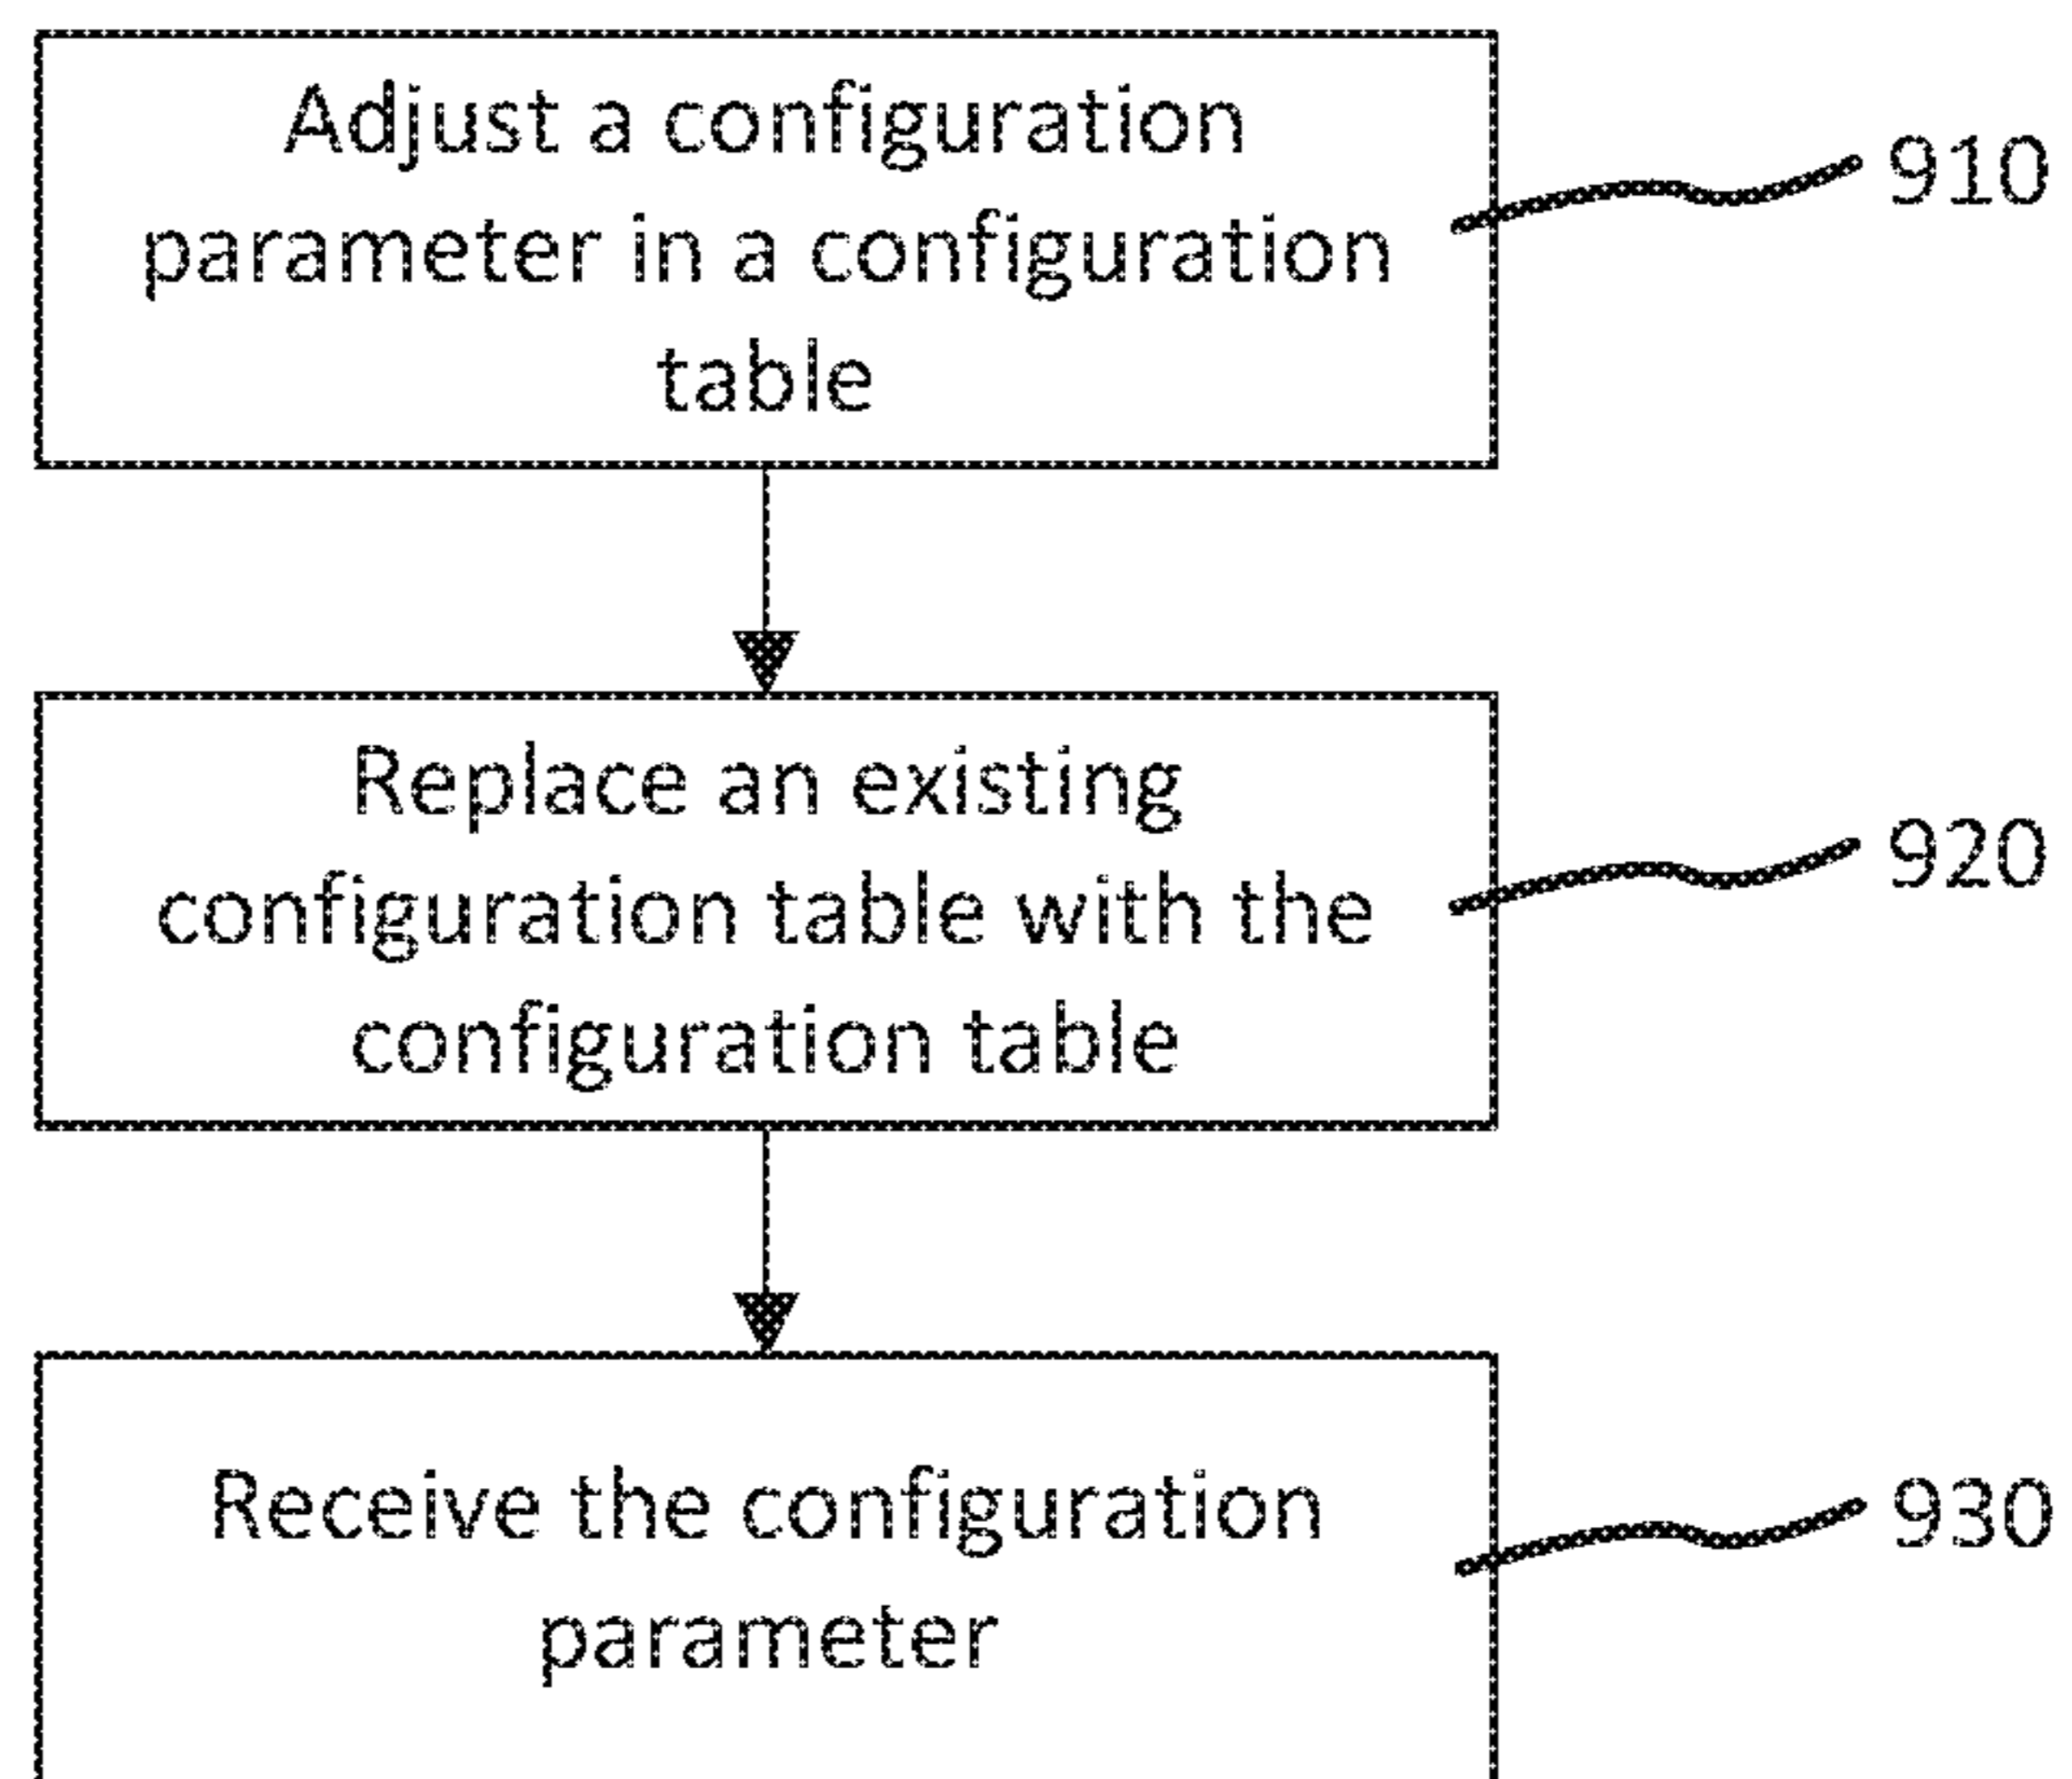 Adjust a configuration
parameter in a configuration
table
910
Replace an existing
configuration table with the
configuration table
920
Receive the configuration
parameter
930